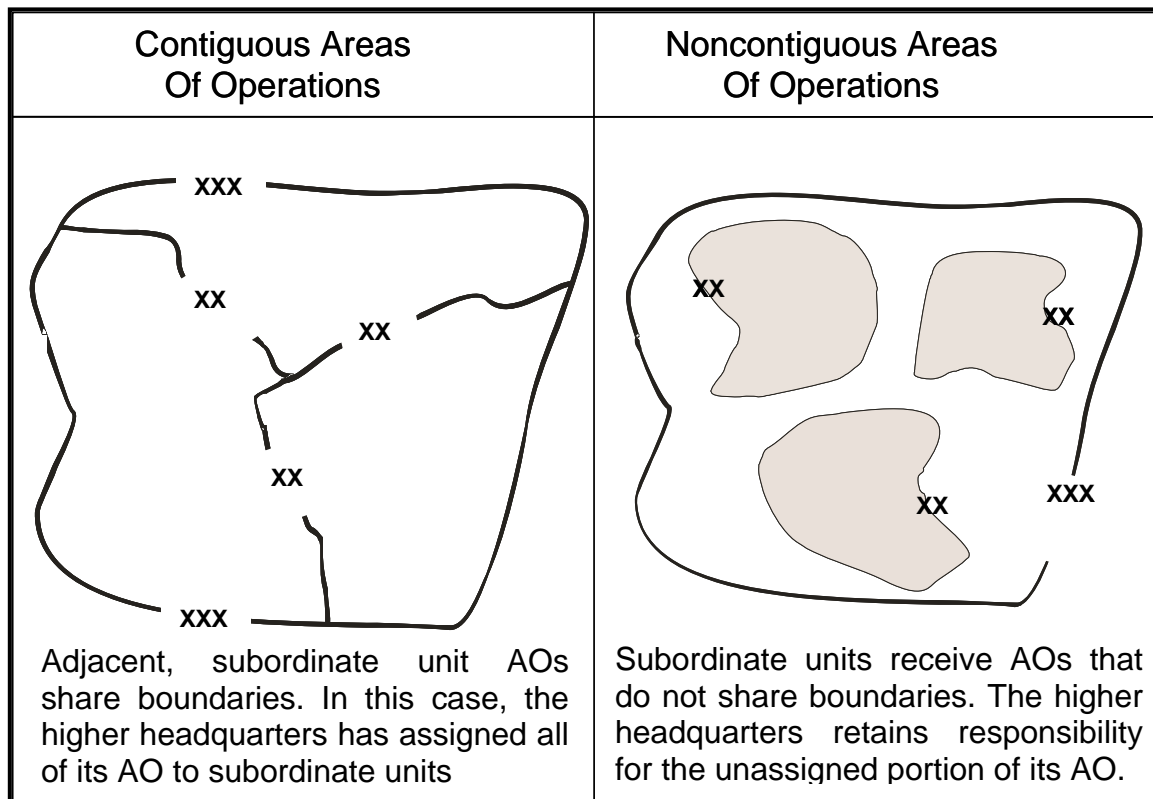 Contiguous Areas
Of Operations
Noncontiguous Areas
Of Operations
XXX
XX
XX
XX
XXX
Adjacent, subordinate unit AOs
share boundaries. In this case, the
higher headquarters has assigned all
of its AO to subordinate units
XX
XX
XX
XXX
Subordinate units receive AOs that
do not share boundaries. The higher
headquarters retains responsibility
for the unassigned portion of its AO.